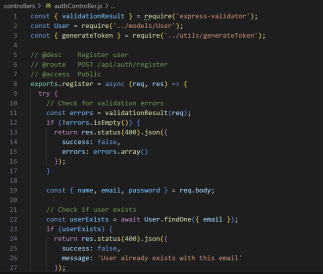 controllers > JS authController.js > ...
1 const { validationResult } = require('express-validator');
2 const User = require('../models/User');
3 const { generateToken } = require('../utils/generateToken');
4
5 // @desc Register user
6 // @route POST /api/auth/register
7 // @access Public
8 exports.register = async (req, res) => {
9 try {
10 // Check for validation errors
11 const errors = validationResult(req);
12 if (!errors.isEmpty()) {
13 return res.status(400).json({
14 success: false,
15 errors: errors.array()
16 });
17 }
18
19 const { name, email, password } = req.body;
20
21 // Check if user exists
22 const userExists = await User.findOne({ email });
23 if (userExists) {
24 return res.status(400).json({
25 success: false,
26 message: 'User already exists with this email'
27 });